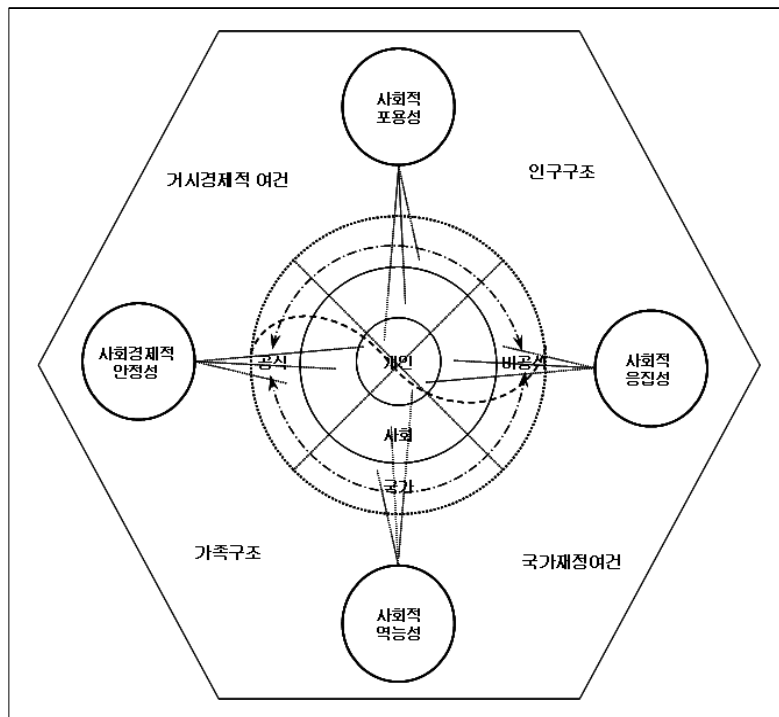 사회적
포용성
거시경제적 여건
인구구조
사회경제적
안정성
공식
개인
비공식
사회적
응집성
사회
국가
가족구조
국가재정여건
사회적
역능성